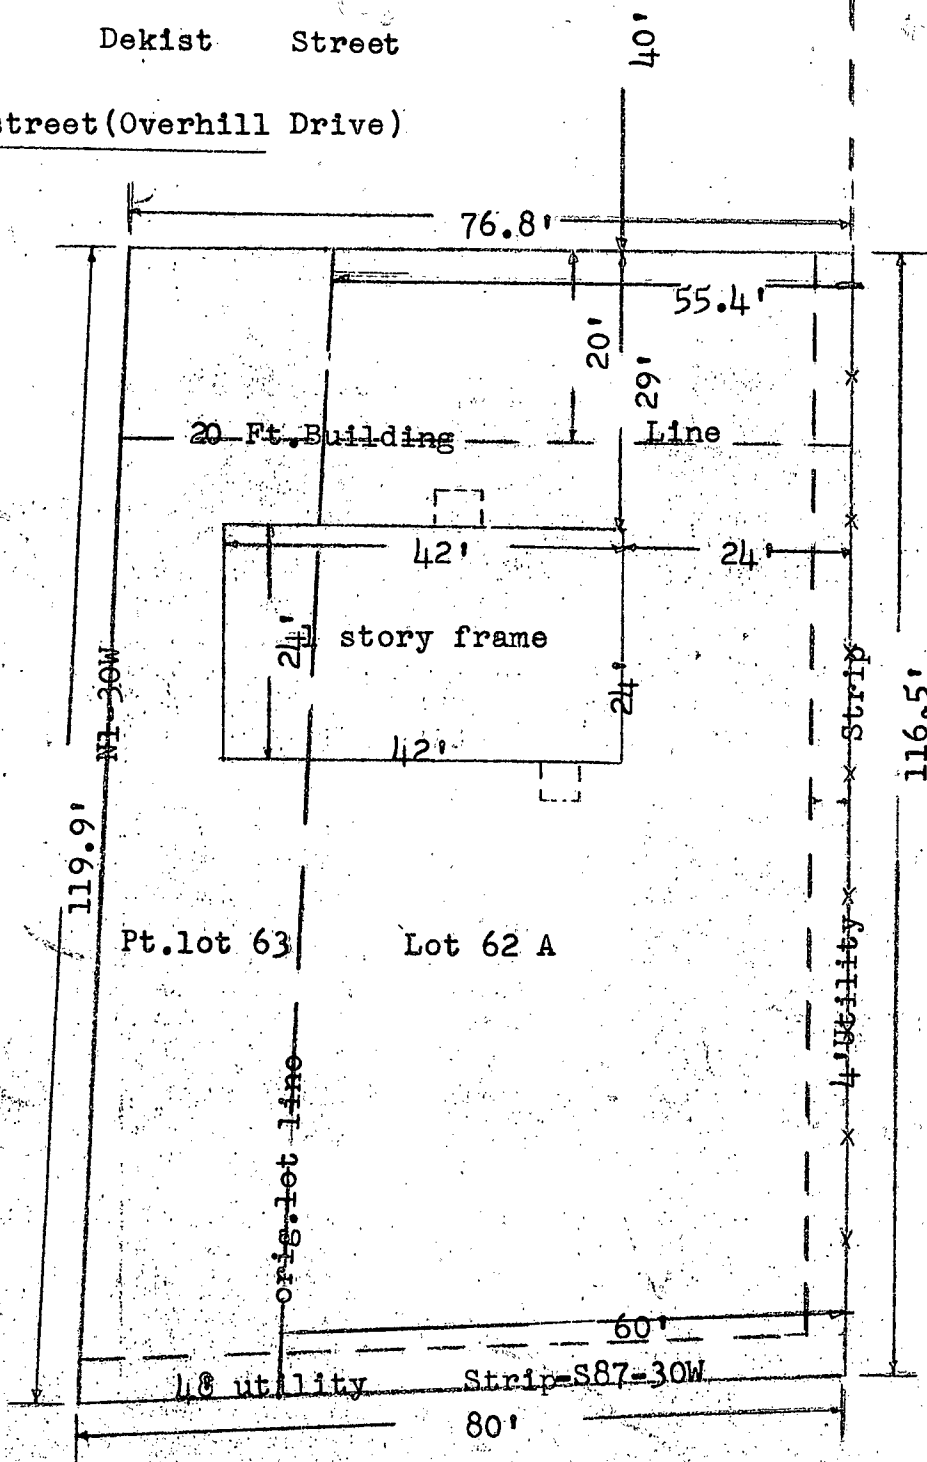 Dekist Street
40'
street(Overhill Drive)
76.8'
55.4'
20'
29'
20 Ft.Building Line
42'
24'
24'
story frame
24'
42'
N1-30W
Strip
116.5'
119.9'
Pt.lot 63
Lot 62 A
4'Utility
orig.lot line
60'
utility Strip-S87-30W
80'